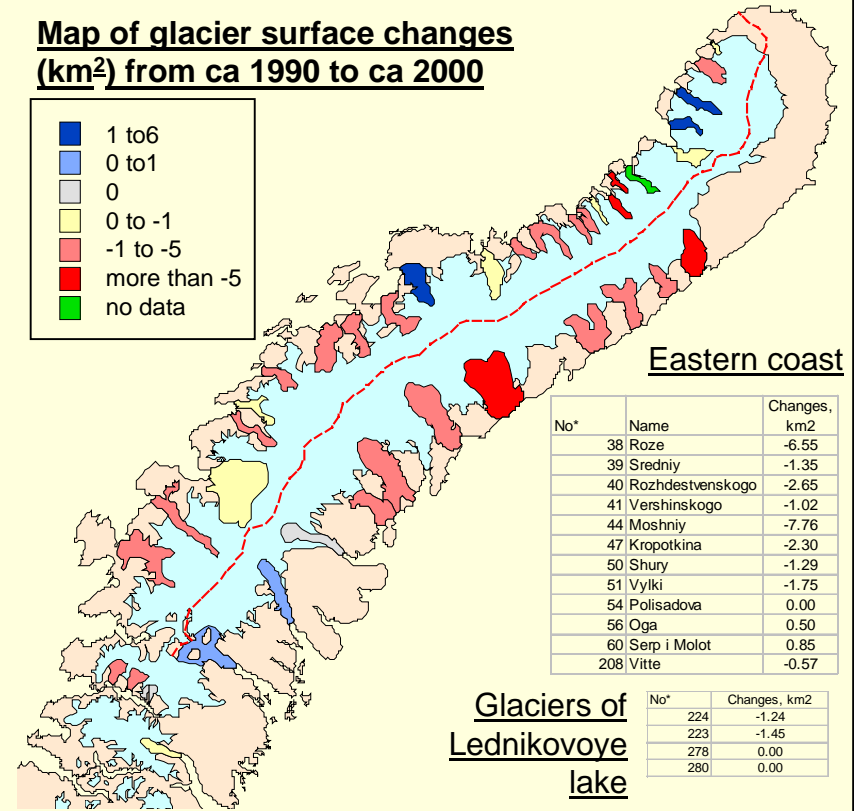 Map of glacier surface changes
(km2) from ca 1990 to ca 2000
1 to6
0 to1
0
0 to -1
-1 to -5
more than -5
no data
Eastern coast
No* Name Changes, km2
38 Roze -6.55
39 Sredniy -1.35
40 Rozhdestvenskogo -2.65
41 Vershinskogo -1.02
44 Moshniy -7.76
47 Kropotkina -2.30
50 Shury -1.29
51 Vylki -1.75
54 Polisadova 0.00
56 Oga 0.50
60 Serp i Molot 0.85
208 Vitte -0.57
Glaciers of
Lednikovoye
lake
No* Changes, km2
224 -1.24
223 -1.45
278 0.00
280 0.00